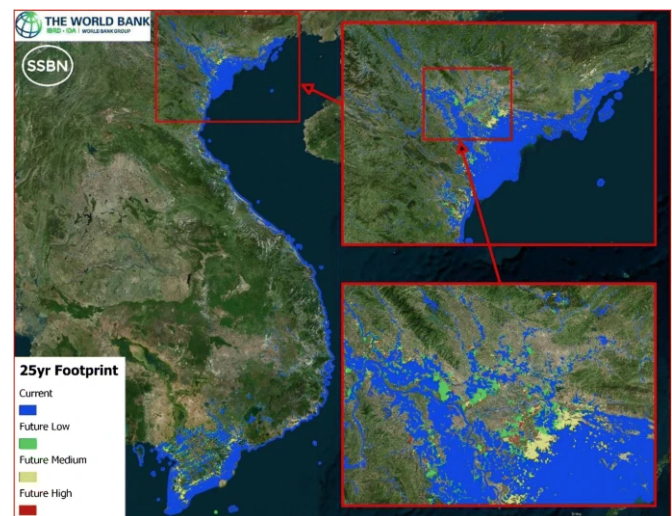 THE WORLD BANK
IBRD • IDA | WORLD BANK GROUP
SSBN
25yr Footprint
Current
Future Low
Future Medium
Future High